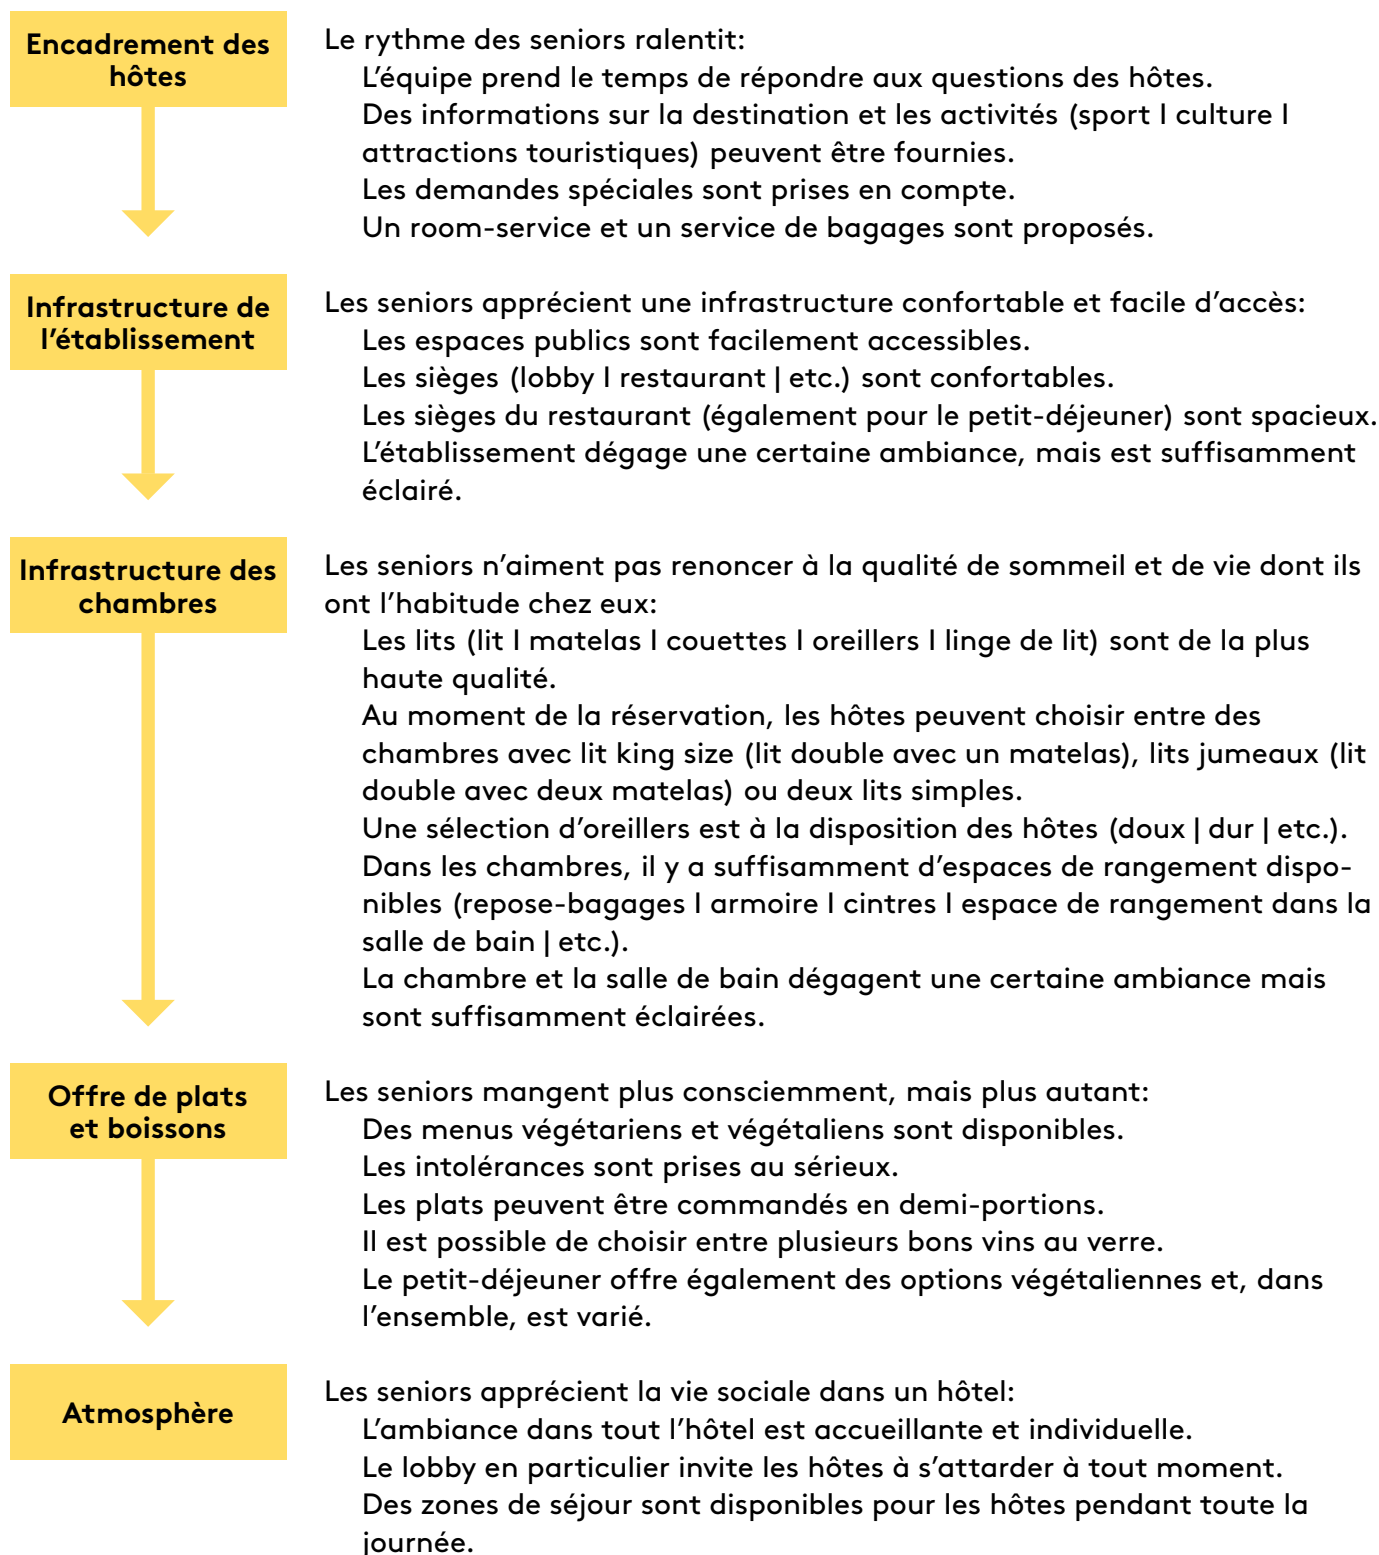 Encadrement des
hôtes
Le rythme des seniors ralentit:
L’équipe prend le temps de répondre aux questions des hôtes.
Des informations sur la destination et les activités (sport I culture I
attractions touristiques) peuvent être fournies.
Les demandes spéciales sont prises en compte.
Un room-service et un service de bagages sont proposés.
Infrastructure de
l’établissement
Les seniors apprécient une infrastructure confortable et facile d’accès:
Les espaces publics sont facilement accessibles.
Les sièges (lobby I restaurant | etc.) sont confortables.
Les sièges du restaurant (également pour le petit-déjeuner) sont spacieux.
L’établissement dégage une certaine ambiance, mais est suffisamment
éclairé.
Infrastructure des
chambres
Les seniors n’aiment pas renoncer à la qualité de sommeil et de vie dont ils
ont l’habitude chez eux:
Les lits (lit I matelas I couettes I oreillers I linge de lit) sont de la plus
haute qualité.
Au moment de la réservation, les hôtes peuvent choisir entre des
chambres avec lit king size (lit double avec un matelas), lits jumeaux (lit
double avec deux matelas) ou deux lits simples.
Une sélection d’oreillers est à la disposition des hôtes (doux | dur | etc.).
Dans les chambres, il y a suffisamment d’espaces de rangement dispo-
nibles (repose-bagages I armoire I cintres I espace de rangement dans la
salle de bain | etc.).
La chambre et la salle de bain dégagent une certaine ambiance mais
sont suffisamment éclairées.
Offre de plats
et boissons
Les seniors mangent plus consciemment, mais plus autant:
Des menus végétariens et végétaliens sont disponibles.
Les intolérances sont prises au sérieux.
Les plats peuvent être commandés en demi-portions.
Il est possible de choisir entre plusieurs bons vins au verre.
Le petit-déjeuner offre également des options végétaliennes et, dans
l’ensemble, est varié.
Atmosphère
Les seniors apprécient la vie sociale dans un hôtel:
L’ambiance dans tout l’hôtel est accueillante et individuelle.
Le lobby en particulier invite les hôtes à s’attarder à tout moment.
Des zones de séjour sont disponibles pour les hôtes pendant toute la
journée.